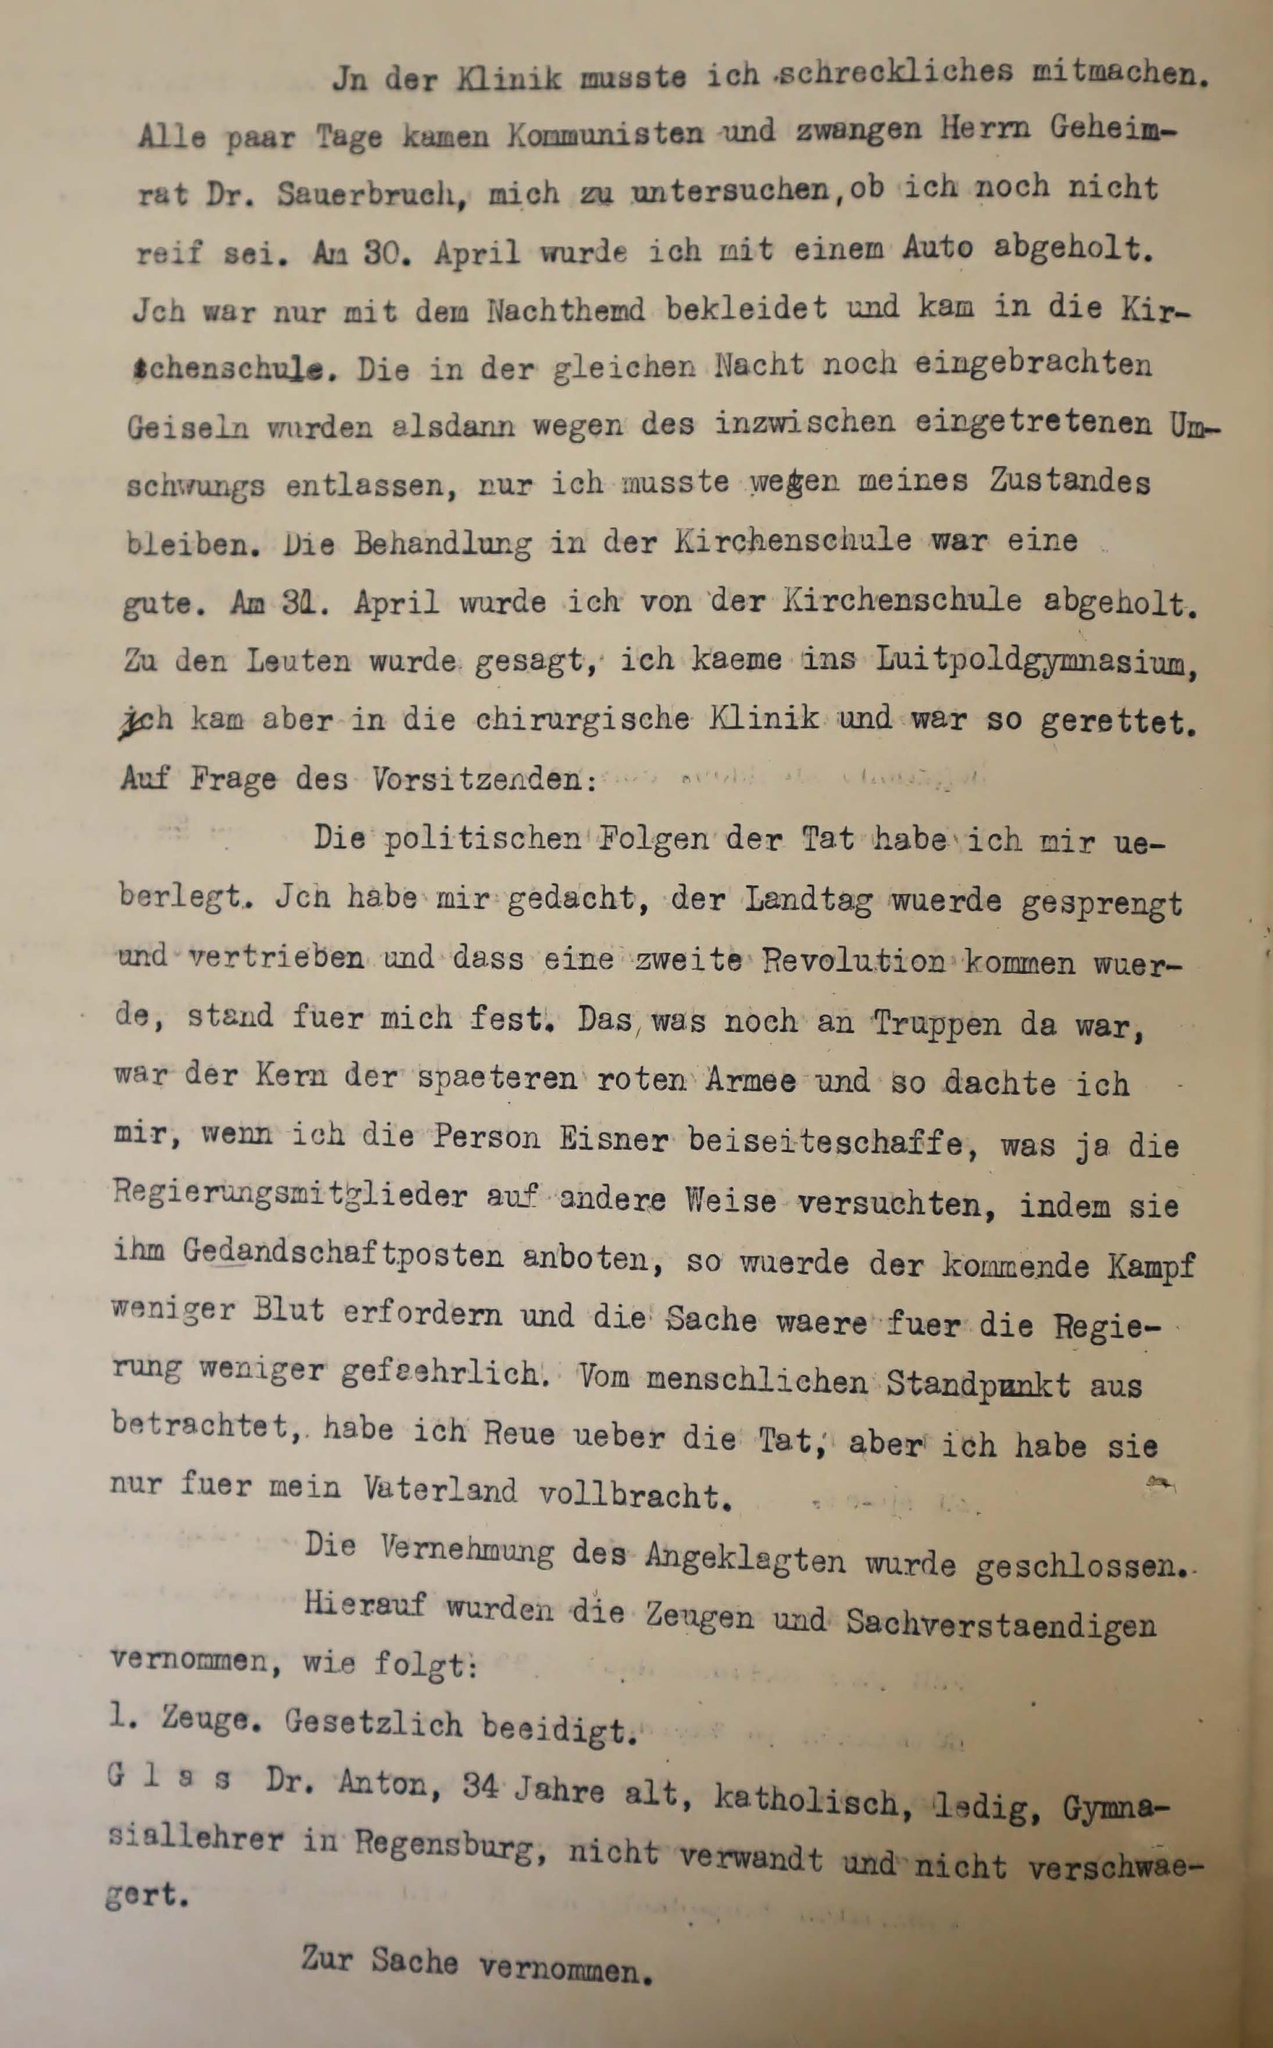 Jn der Klinik musste ich schreckliches mitmachen.
Alle paar Tage kamen Kommunisten und zwangen Herrn Geheim-
rat Dr. Sauerbruch, mich zu untersuchen, ob ich noch nicht
reif sei. Am 30. April wurde ich mit einem Auto abgeholt.
Jch war nur mit dem Nachthemd bekleidet und kam in die Kir-
chenschule. Die in der gleichen Nacht noch eingebrachten
Geiseln wurden alsdann wegen des inzwischen eingetretenen Um-
schwungs entlassen, nur ich musste wegen meines Zustandes
bleiben. Die Behandlung in der Kirchenschule war eine
gute. Am 31. April wurde ich von der Kirchenschule abgeholt.
Zu den Leuten wurde gesagt, ich kaeme ins Luitpoldgymnasium,
ich kam aber in die chirurgische Klinik und war so gerettet.
Auf Frage des Vorsitzenden:
Die politischen Folgen der Tat habe ich mir ue-
berlegt. Jch habe mir gedacht, der Landtag wuerde gesprengt
und vertrieben und dass eine zweite Revolution kommen wuer-
de, stand fuer mich fest. Das, was noch an Truppen da war,
war der Kern der spaeteren roten Armee und so dachte ich
mir, wenn ich die Person Eisner beiseiteschaffe, was ja die
Regierungsmitglieder auf andere Weise versuchten, indem sie
ihm Gedandschaftposten anboten, so wuerde der kommende Kampf
weniger Blut erfordern und die Sache waere fuer die Regie-
rung weniger gefaehrlich. Vom menschlichen Standpunkt aus
betrachtet, habe ich Reue ueber die Tat, aber ich habe sie
nur fuer mein Vaterland vollbracht.
Die Vernehmung des Angeklagten wurde geschlossen.
Hierauf wurden die Zeugen und Sachverstaendigen
vernommen, wie folgt:
1. Zeuge. Gesetzlich beeidigt.
G l a s Dr. Anton, 34 Jahre alt, katholisch, ledig, Gymna-
siallehrer in Regensburg, nicht verwandt und nicht verschwae-
gert.
Zur Sache vernommen.